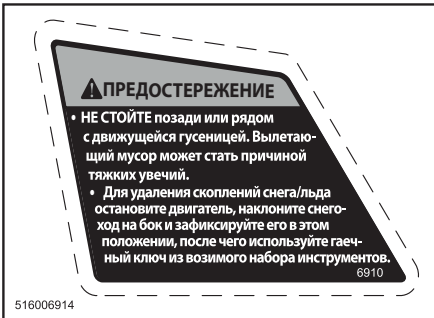 ПРЕДОСТЕРЕЖЕНИЕ
• НЕ СТОЙТЕ позади или рядом
с движущейся гусеницей. Вылетаю-
щий мусор может стать причиной
тяжких увечий.
• Для удаления скоплений снега/льда
остановите двигатель, наклоните снего-
ход на бок и зафиксируйте его в этом
положении, после чего используйте гаеч-
ный ключ из возимого набора инструментов.
6910
516006914